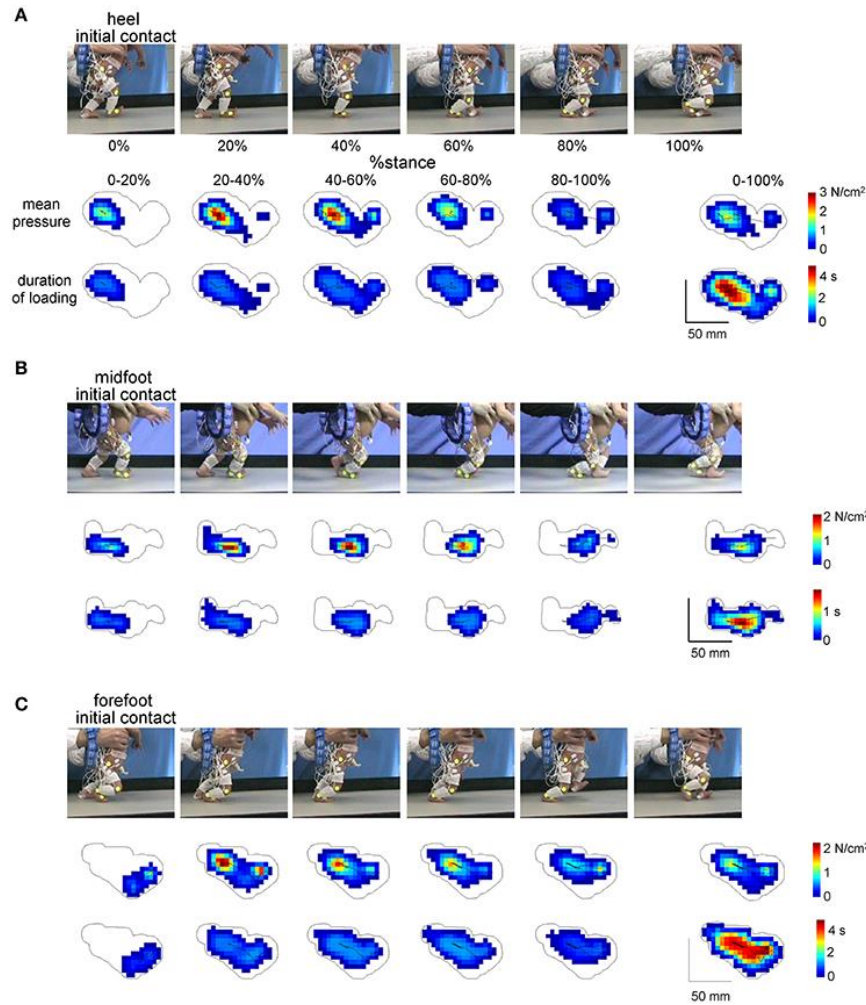 A
heel
initial contact
0% 20% 40% 60% 80% 100%
%stance
0-20% 20-40% 40-60% 60-80% 80-100% 0-100%
mean
pressure
3 N/cm²
2
1
0
duration
of loading
4 s
2
0
50 mm
B
midfoot
initial contact
2 N/cm²
1
0
1 s
0
50 mm
C
forefoot
initial contact
2 N/cm²
1
0
4 s
2
0
50 mm